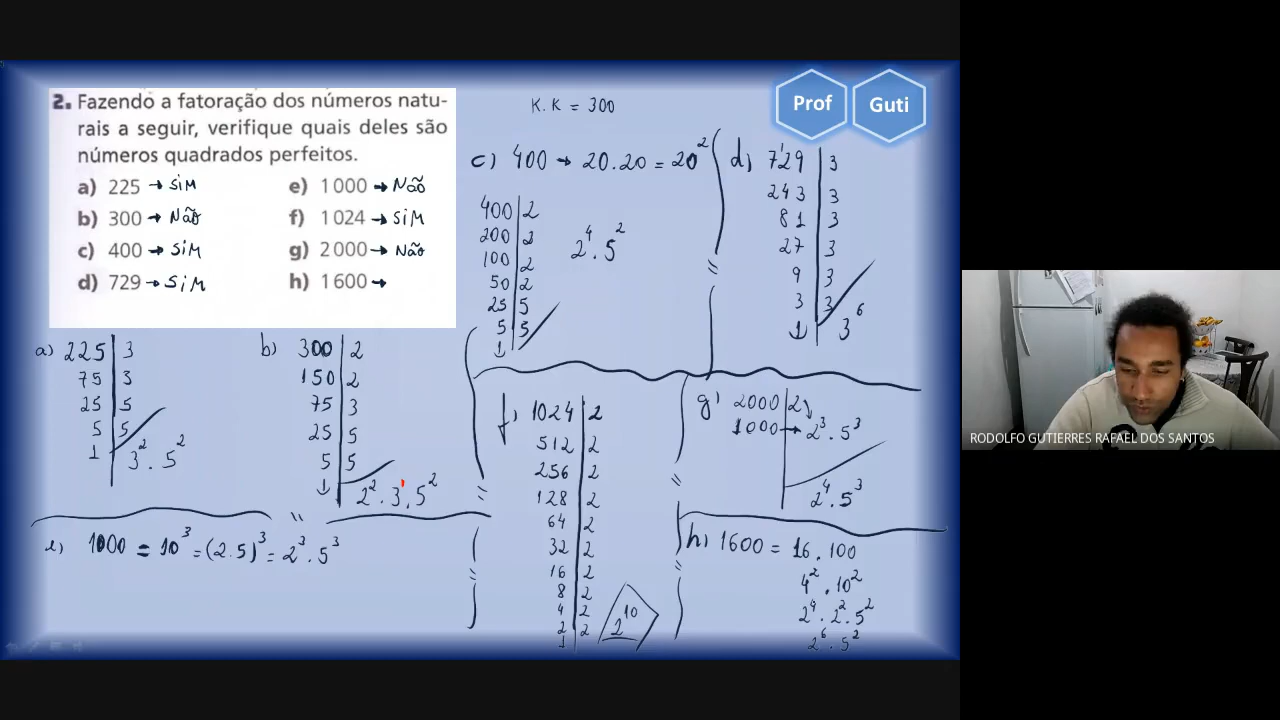 Prof Guti
2. Fazendo a fatoração dos números natu-
rais a seguir, verifique quais deles são
números quadrados perfeitos.
a) 225 → SIM
b) 300 → NÃO
c) 400 → SIM
d) 729 → SIM
e) 1 000 → NÃO
f) 1 024 → SIM
g) 2 000 → NÃO
h) 1 600 →
K.K = 300
a) 225 | 3
75 | 3
25 | 5
5 | 5
1 | 3² . 5²
b) 300 | 2
150 | 2
75 | 3
25 | 5
5 | 5
1 | 2² . 3¹ . 5²
c) 400 → 20.20 = 20²
400 | 2
200 | 2
100 | 2
50 | 2
25 | 5
5 | 5
1
2⁴ . 5²
d) 729 | 3
243 | 3
81 | 3
27 | 3
9 | 3
3 | 3
1 | 3⁶
e) 1000 = 10³ = (2.5)³ = 2³ . 5³
f) 1024 | 2
512 | 2
256 | 2
128 | 2
64 | 2
32 | 2
16 | 2
8 | 2
4 | 2
2 | 2
1
2¹⁰
g) 2000 | 2
1000 → 2³ . 5³
2⁴ . 5³
h) 1600 = 16 . 100
4² . 10²
2⁴ . 2² . 5²
2⁶ . 5²
RODOLFO GUTIERRES RAFAEL DOS SANTOS